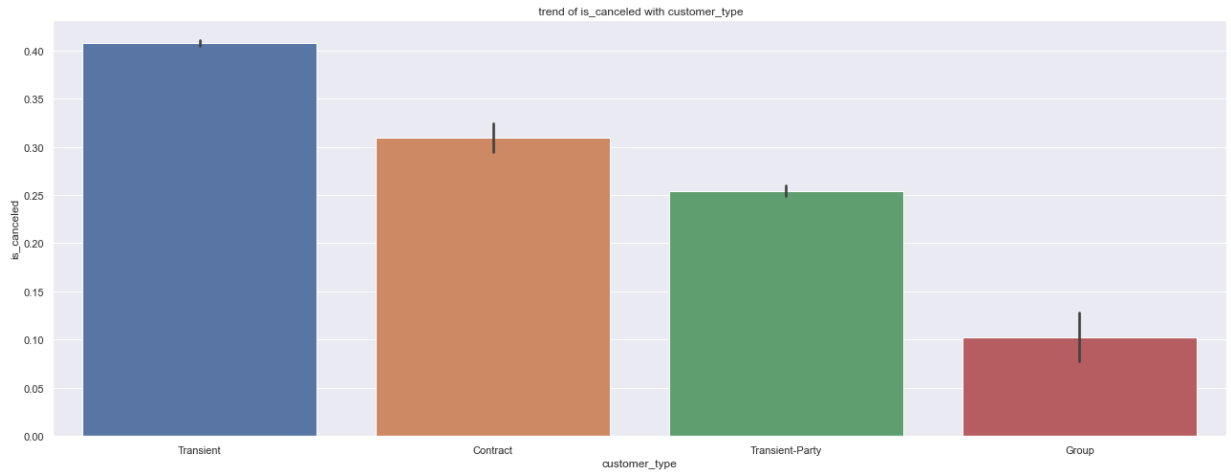 trend of is_canceled with customer_type
is_canceled
0.40
0.35
0.30
0.25
0.20
0.15
0.10
0.05
0.00
Transient
Contract
Transient-Party
Group
customer_type